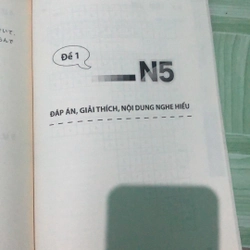 Đề 1
N5
ĐÁP ÁN, GIẢI THÍCH, NỘI DUNG NGHE HIỂU